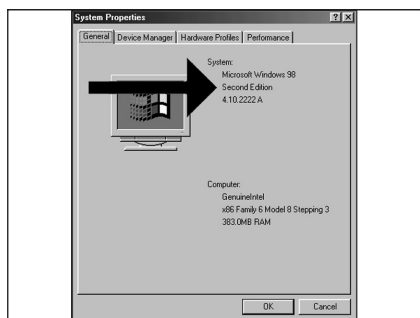 System Properties
General Device Manager Hardware Profiles Performance
System:
Microsoft Windows 98
Second Edition
4.10.2222 A
Computer:
GenuineIntel
x86 Family 6 Model 8 Stepping 3
383.0MB RAM
OK Cancel